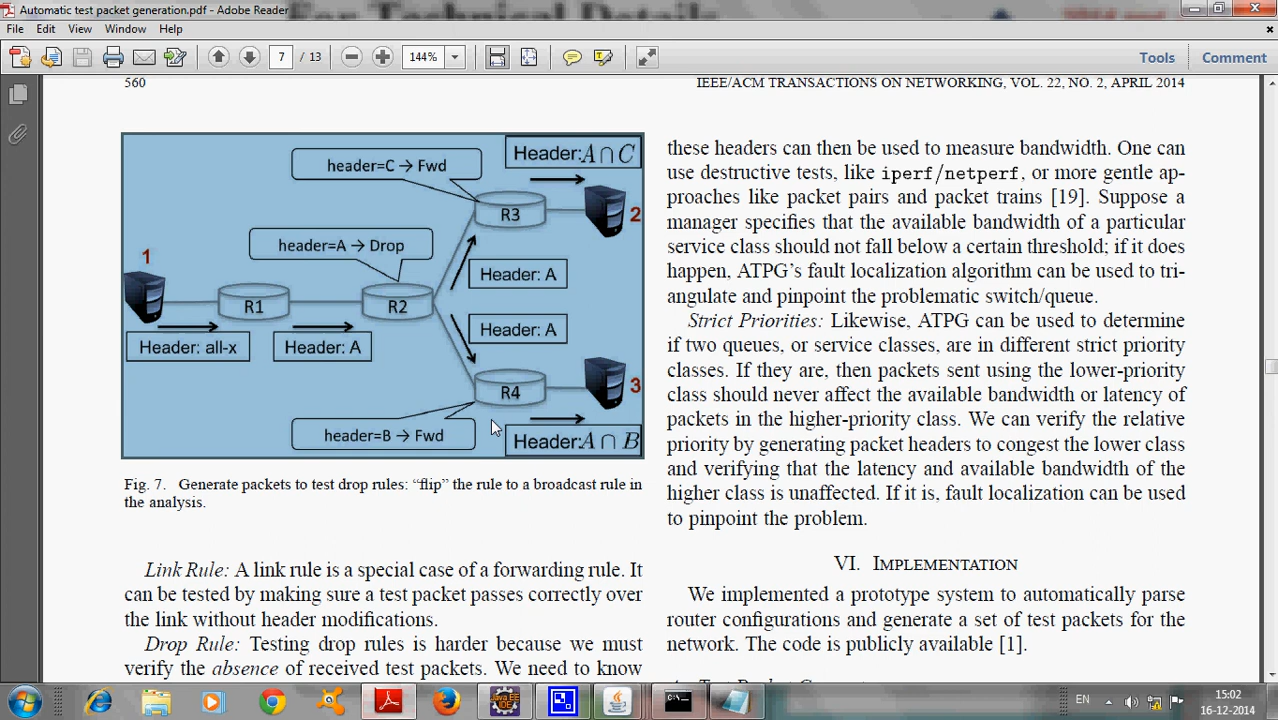 Automatic test packet generation.pdf - Adobe Reader
File Edit View Window Help
7 / 13
144%
Tools
Comment
560
IEEE/ACM TRANSACTIONS ON NETWORKING, VOL. 22, NO. 2, APRIL 2014
Header:A∩C
header=C → Fwd
R3
2
header=A → Drop
1
Header: A
R1
R2
Header: A
Header: all-x
Header: A
R4
3
header=B → Fwd
Header:A∩B
Fig. 7. Generate packets to test drop rules: “flip” the rule to a broadcast rule in
the analysis.
Link Rule: A link rule is a special case of a forwarding rule. It
can be tested by making sure a test packet passes correctly over
the link without header modifications.
Drop Rule: Testing drop rules is harder because we must
verify the absence of received test packets. We need to know
these headers can then be used to measure bandwidth. One can
use destructive tests, like iperf/netperf, or more gentle ap-
proaches like packet pairs and packet trains [19]. Suppose a
manager specifies that the available bandwidth of a particular
service class should not fall below a certain threshold; if it does
happen, ATPG’s fault localization algorithm can be used to tri-
angulate and pinpoint the problematic switch/queue.
Strict Priorities: Likewise, ATPG can be used to determine
if two queues, or service classes, are in different strict priority
classes. If they are, then packets sent using the lower-priority
class should never affect the available bandwidth or latency of
packets in the higher-priority class. We can verify the relative
priority by generating packet headers to congest the lower class
and verifying that the latency and available bandwidth of the
higher class is unaffected. If it is, fault localization can be used
to pinpoint the problem.
VI. IMPLEMENTATION
We implemented a prototype system to automatically parse
router configurations and generate a set of test packets for the
network. The code is publicly available [1].
Java EE
IDE
C:\
EN
15:02
16-12-2014